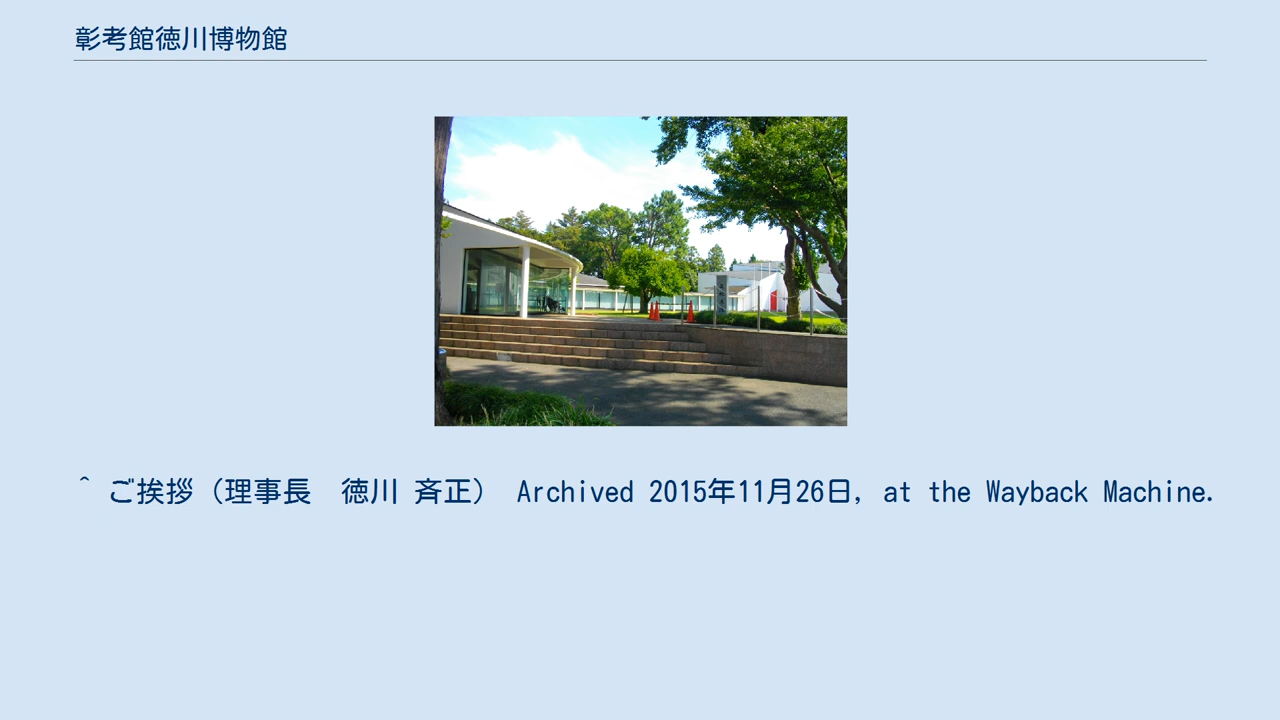 彰考館徳川博物館
^ ご挨拶（理事長　徳川 斉正） Archived 2015年11月26日, at the Wayback Machine.